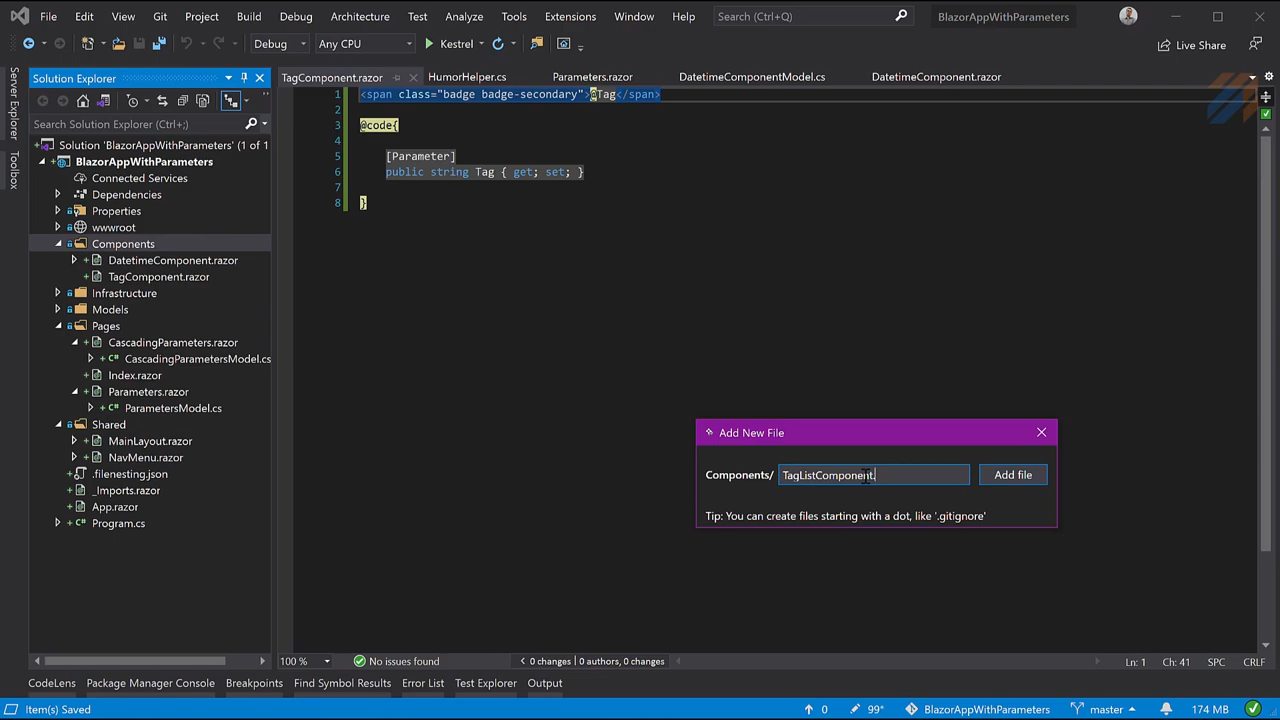 File Edit View Git Project Build Debug Architecture Test Analyze Tools Extensions Window Help Search (Ctrl+Q) BlazorAppWithParameters
Debug Any CPU Kestrel Live Share
Server Explorer
Toolbox
Solution Explorer
Search Solution Explorer (Ctrl+;)
Solution 'BlazorAppWithParameters' (1 of 1
BlazorAppWithParameters
Connected Services
Dependencies
Properties
wwwroot
Components
DatetimeComponent.razor
TagComponent.razor
Infrastructure
Models
Pages
CascadingParameters.razor
CascadingParametersModel.cs
Index.razor
Parameters.razor
ParametersModel.cs
Shared
MainLayout.razor
NavMenu.razor
.filenesting.json
_Imports.razor
App.razor
Program.cs
TagComponent.razor HumorHelper.cs Parameters.razor DatetimeComponentModel.cs DatetimeComponent.razor
1 <span class="badge badge-secondary">@Tag</span>
2
3 @code{
4
5 [Parameter]
6 public string Tag { get; set; }
7
8 }
Add New File
Components/ TagListComponent. Add file
Tip: You can create files starting with a dot, like '.gitignore'
100 % No issues found 0 changes | 0 authors, 0 changes Ln: 1 Ch: 41 SPC CRLF
CodeLens Package Manager Console Breakpoints Find Symbol Results Error List Test Explorer Output
Item(s) Saved 0 99* BlazorAppWithParameters master 174 MB